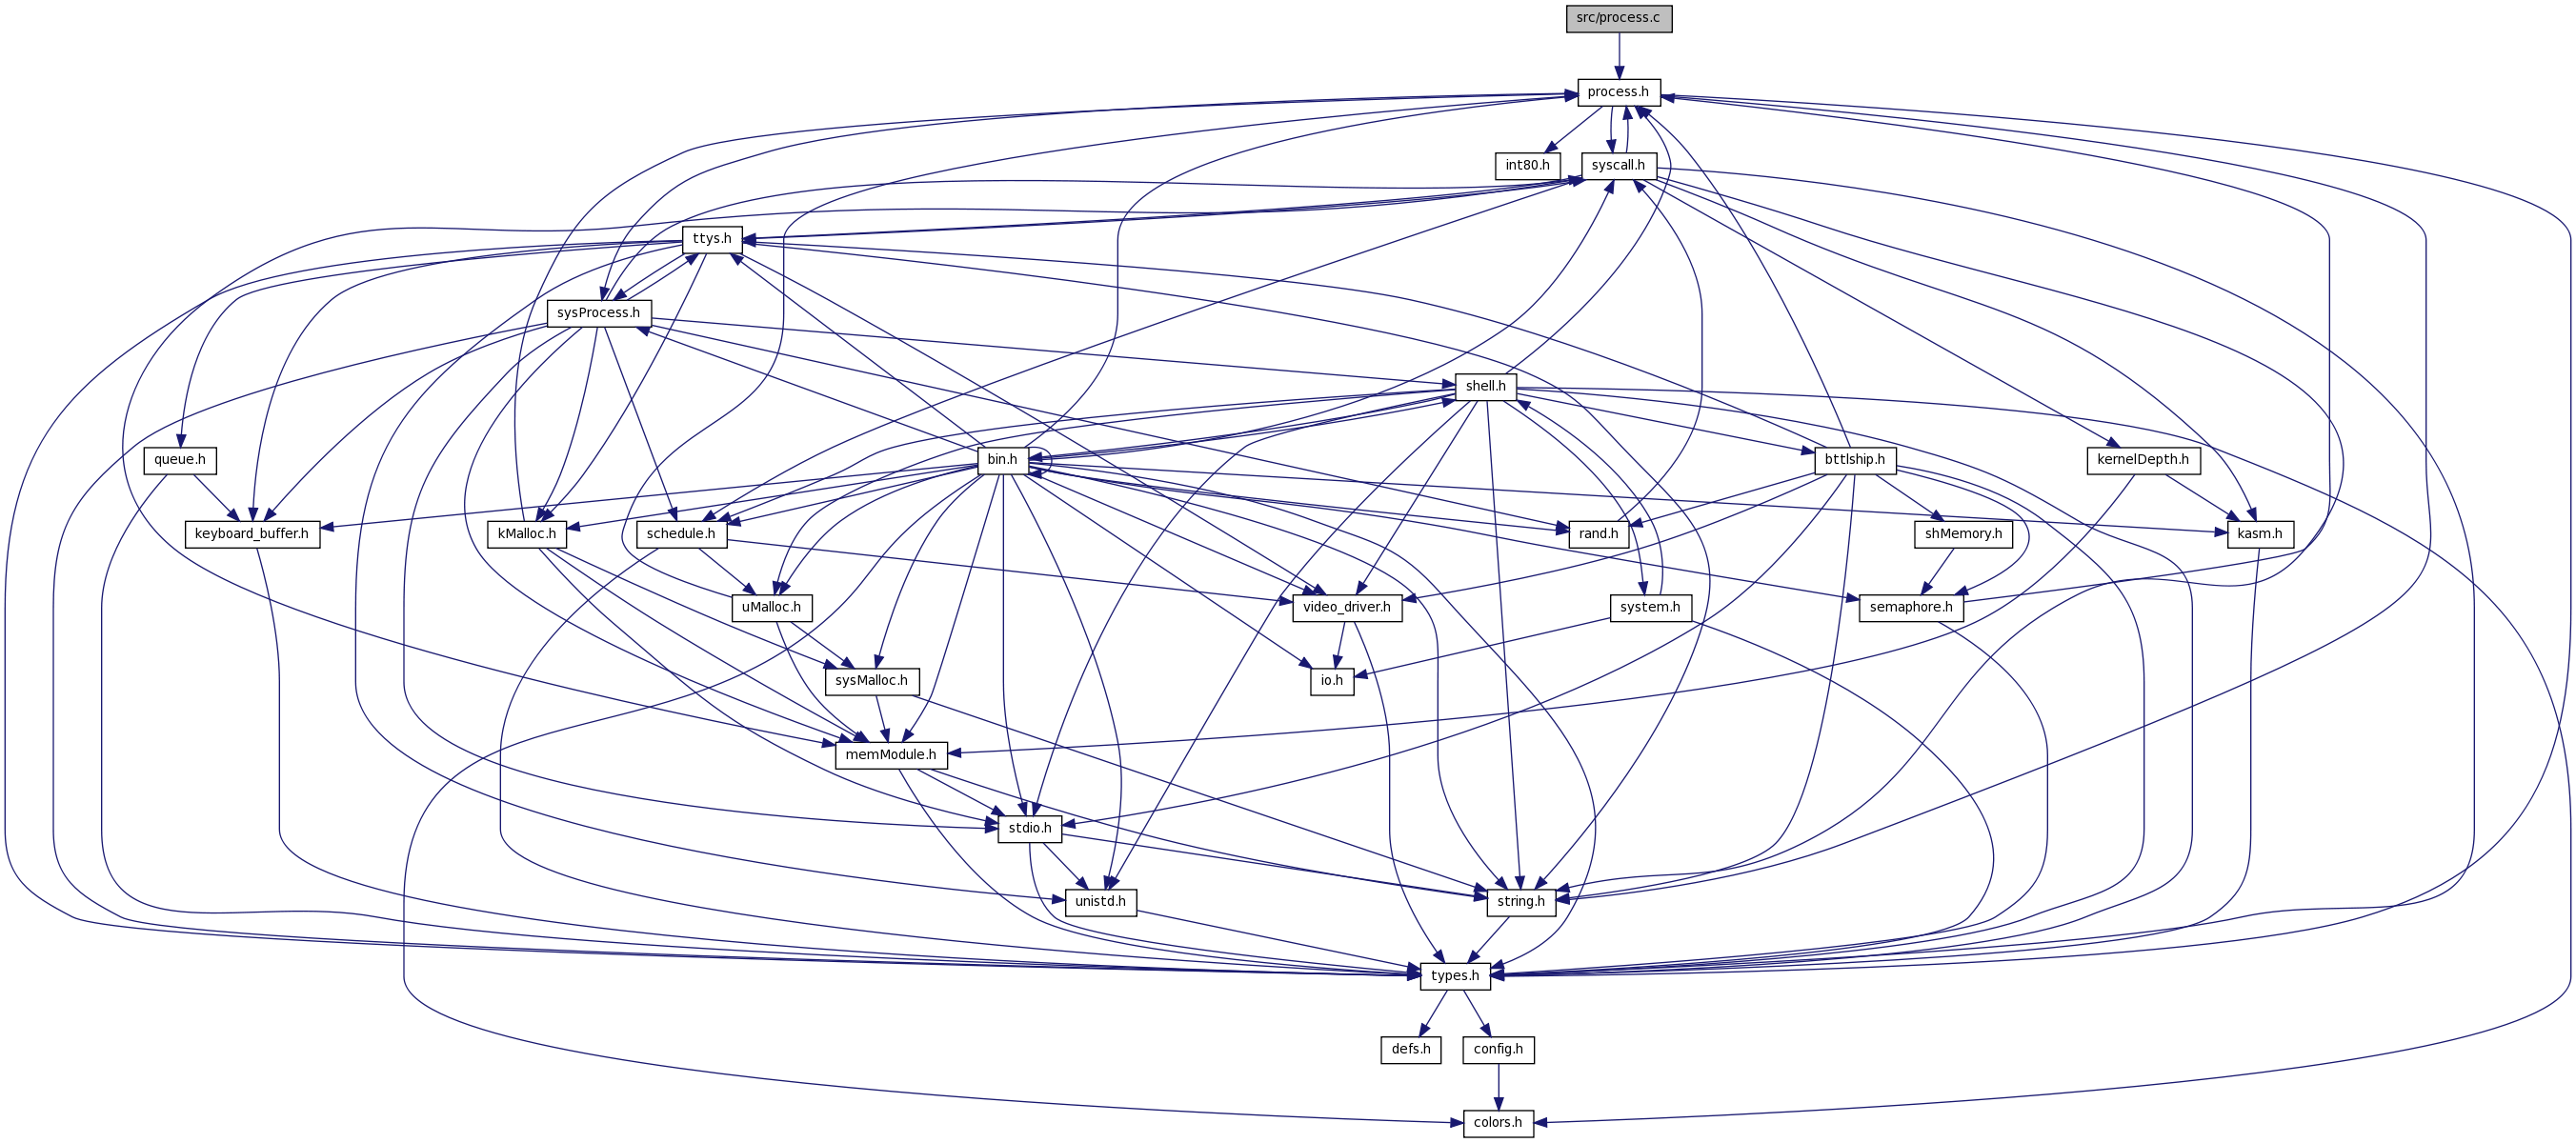 src/process.c
process.h
int80.h
syscall.h
ttys.h
sysProcess.h
shell.h
queue.h
bin.h
bttlship.h
kernelDepth.h
keyboard_buffer.h
kMalloc.h
schedule.h
rand.h
shMemory.h
kasm.h
uMalloc.h
video_driver.h
system.h
semaphore.h
sysMalloc.h
io.h
memModule.h
stdio.h
unistd.h
string.h
types.h
defs.h
config.h
colors.h